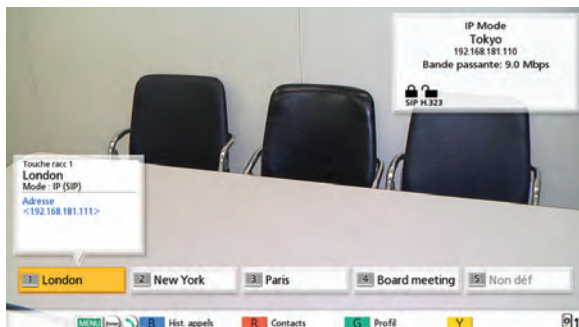 IP Mode
Tokyo
192.168.181.110
Bande passante: 9.0 Mbps
SIP H.323
Touche racc 1
London
Mode : IP (SIP)
Adresse
<192.168.181.111>
1 London
2 New York
3 Paris
4 Board meeting
5 Non déf
MENU Enter B Hist. appels R Contacts G Profil Y 1